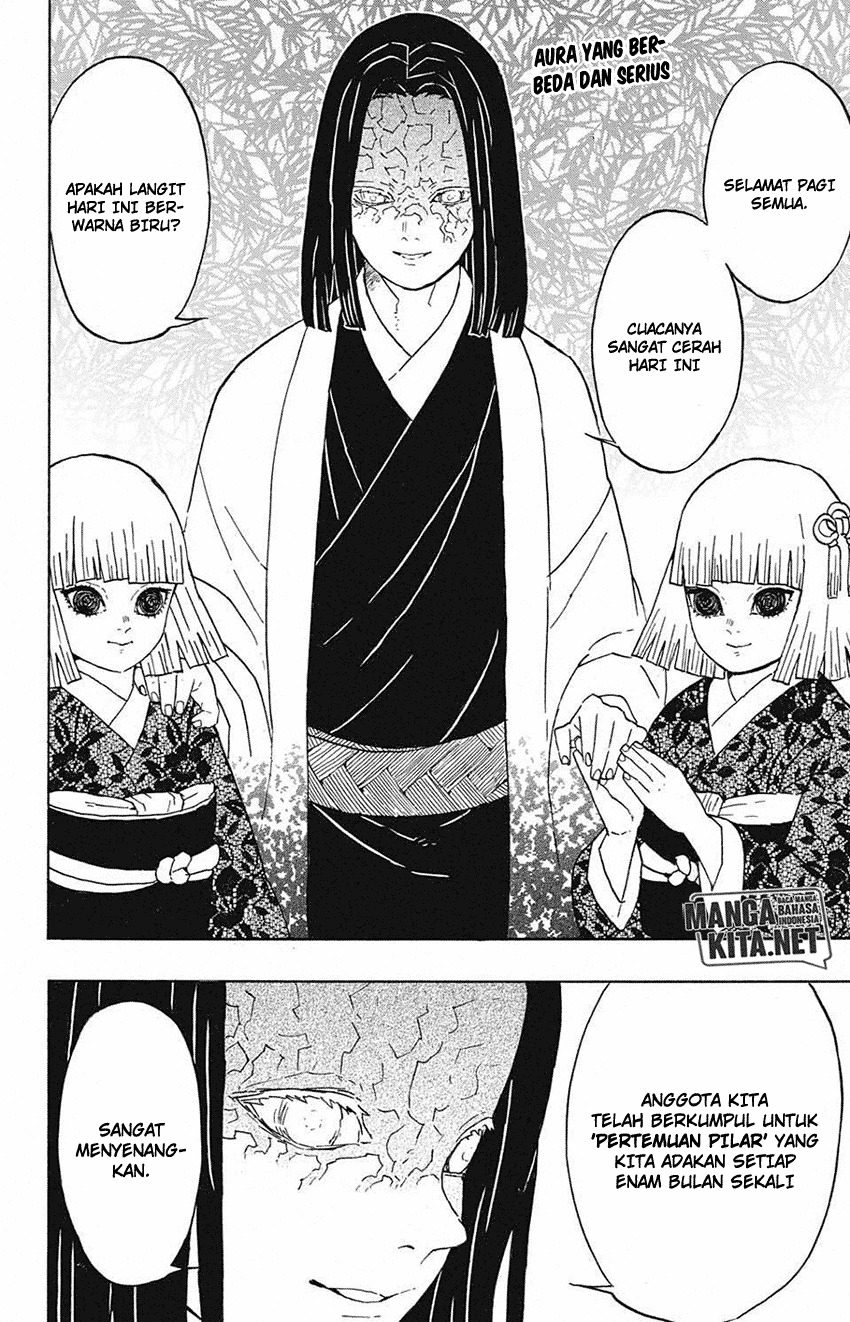 AURA YANG BER-
BEDA DAN SERIUS
SELAMAT PAGI
SEMUA.
CUACANYA
SANGAT CERAH
HARI INI
APAKAH LANGIT
HARI INI BER-
WARNA BIRU?
MANGA
BACA MANGA
BAHASA
INDONESIA
KITA.NET
ANGGOTA KITA
TELAH BERKUMPUL UNTUK
'PERTEMUAN PILAR' YANG
KITA ADAKAN SETIAP
ENAM BULAN SEKALI
SANGAT
MENYENANG-
KAN.